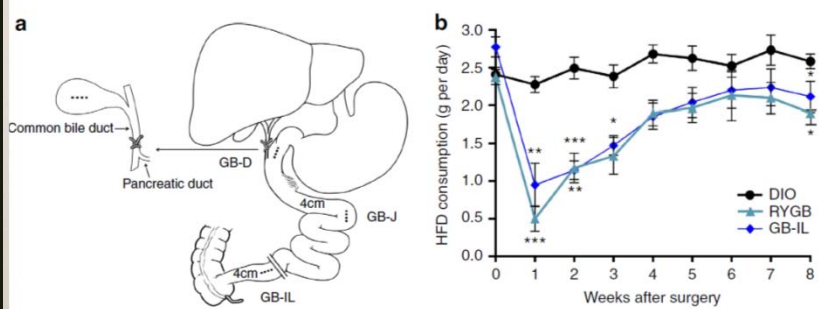 a
Common bile duct
Pancreatic duct
GB-D
4cm
GB-J
4cm
GB-IL
b
HFD consumption (g per day)
3.0
2.5
2.0
1.5
1.0
0.5
0.0
**
***
***
**
*
*
*
DIO
RYGB
GB-IL
0 1 2 3 4 5 6 7 8
Weeks after surgery